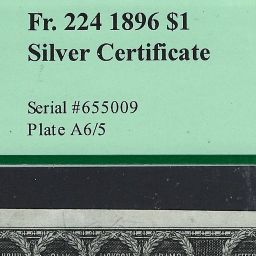 Fr. 224 1896 $1
Silver Certificate
Serial #655009
Plate A6/5